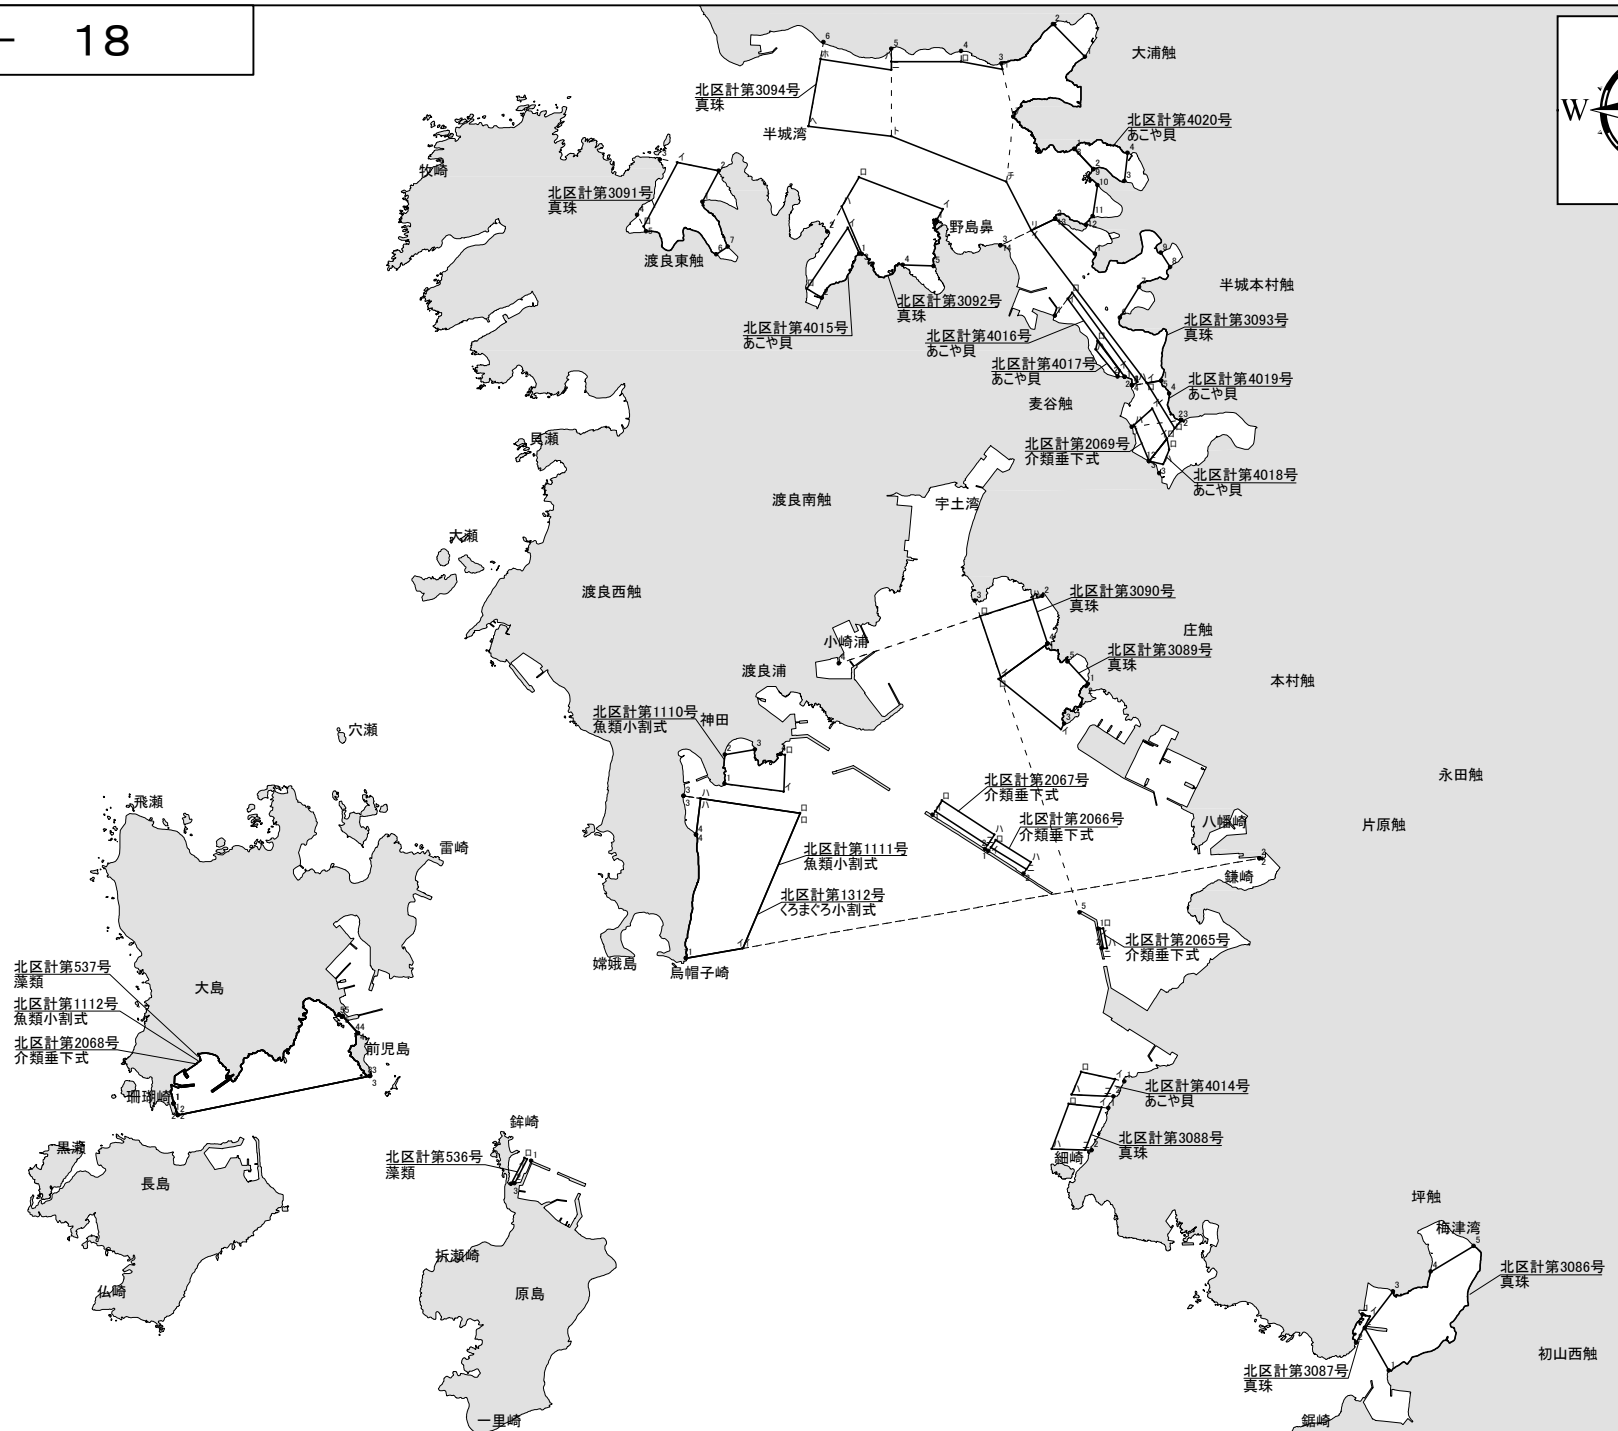 - 18
W
大浦触
北区計第3094号
真珠
半城湾
北区計第4020号
あこや貝
牧崎
北区計第3091号
真珠
渡良東触
野島鼻
半城本村触
北区計第3092号
真珠
北区計第4015号
あこや貝
北区計第4016号
あこや貝
北区計第3093号
真珠
北区計第4017号
あこや貝
北区計第4019号
あこや貝
麦谷触
貝瀬
北区計第2069号
介類垂下式
北区計第4018号
あこや貝
渡良南触
宇土湾
大瀬
渡良西触
北区計第3090号
真珠
庄触
小崎浦
北区計第3089号
真珠
渡良浦
本村触
北区計第1110号
魚類小割式
神田
穴瀬
永田触
北区計第2067号
介類垂下式
飛瀬
北区計第2066号
介類垂下式
八幡崎
片原触
雷崎
北区計第1111号
魚類小割式
鎌崎
北区計第1312号
くろまぐろ小割式
北区計第2065号
介類垂下式
嫦娥島
烏帽子崎
北区計第537号
藻類
大島
北区計第1112号
魚類小割式
北区計第2068号
介類垂下式
前児島
珊瑚崎
北区計第4014号
あこや貝
鉾崎
北区計第3088号
真珠
黒瀬
北区計第536号
藻類
細崎
長島
坪触
梅津湾
折瀬崎
北区計第3086号
真珠
仏崎
原島
初山西触
北区計第3087号
真珠
一里崎
鋸崎